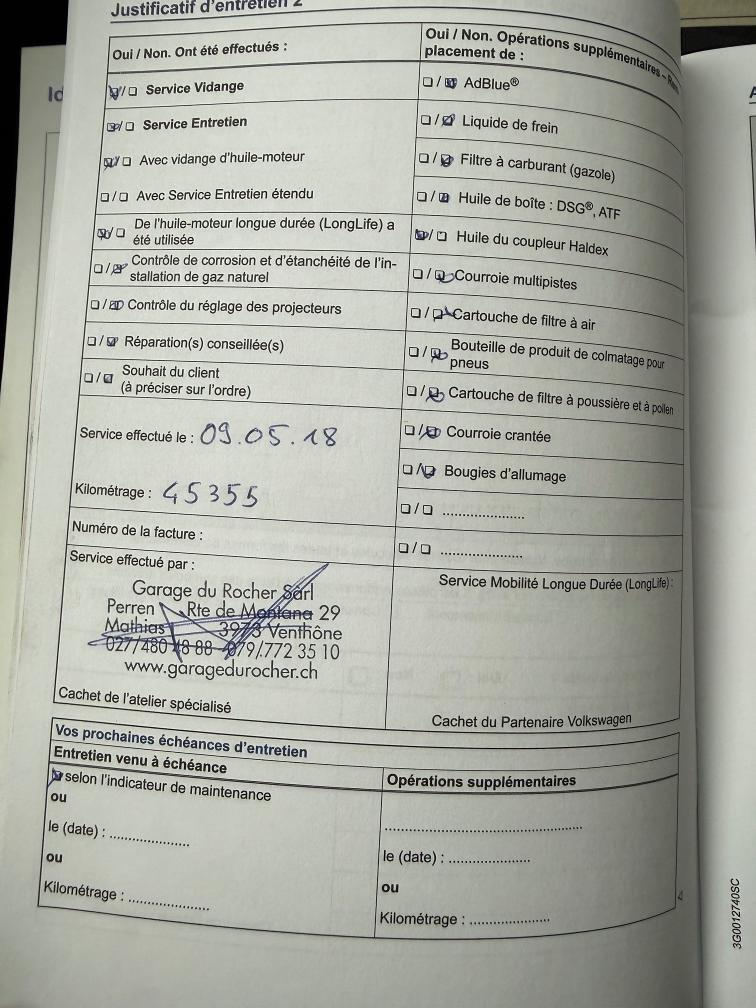 Justificatif d'entretien 2
Oui / Non. Ont été effectués :
☑/☐ Service Vidange
☑/☐ Service Entretien
☑/☐ Avec vidange d'huile-moteur
☐/☐ Avec Service Entretien étendu
☑/☐ De l'huile-moteur longue durée (LongLife) a
été utilisée
☐/☑ Contrôle de corrosion et d'étanchéité de l'in-
stallation de gaz naturel
☐/☑ Contrôle du réglage des projecteurs
☐/☑ Réparation(s) conseillée(s)
☐/☑ Souhait du client
(à préciser sur l'ordre)
Service effectué le : 09.05.18
Kilométrage : 45355
Numéro de la facture :
Service effectué par :
Garage du Rocher Sàrl
Perren Rte de Montana 29
Mathias 3973 Venthône
027/480 48 88 - 079/772 35 10
www.garagedurocher.ch
Cachet de l'atelier spécialisé
Oui / Non. Opérations supplémentaires –
placement de :
☐/☑ AdBlue®
☐/☑ Liquide de frein
☐/☑ Filtre à carburant (gazole)
☐/☑ Huile de boîte : DSG®, ATF
☑/☐ Huile du coupleur Haldex
☐/☑ Courroie multipistes
☐/☑ Cartouche de filtre à air
☐/☑ Bouteille de produit de colmatage pour
pneus
☐/☑ Cartouche de filtre à poussière et à pollen
☐/☑ Courroie crantée
☐/☑ Bougies d'allumage
☐/☐ ......................
☐/☐ ......................
Service Mobilité Longue Durée (LongLife) :
Cachet du Partenaire Volkswagen
Vos prochaines échéances d'entretien
Entretien venu à échéance
☑ selon l'indicateur de maintenance
ou
le (date) : .....................
ou
Kilométrage : .....................
Opérations supplémentaires
.....................................................
le (date) : .....................
ou
Kilométrage : .....................
3G0012740SC
Id